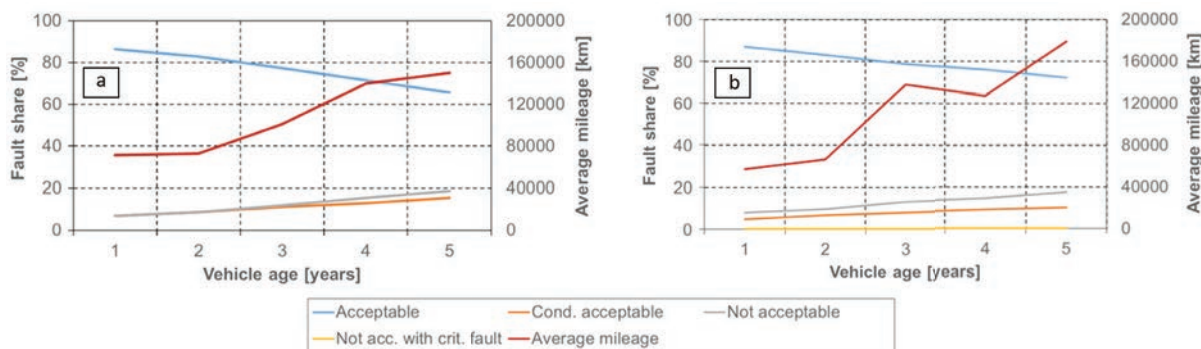 100
80
60
40
20
0
Fault share [%]
a
200000
160000
120000
80000
40000
0
Average mileage [km]
1 2 3 4 5
Vehicle age [years]
100
80
60
40
20
0
Fault share [%]
b
200000
160000
120000
80000
40000
0
Average mileage [km]
1 2 3 4 5
Vehicle age [years]
Acceptable Cond. acceptable Not acceptable
Not acc. with crit. fault Average mileage